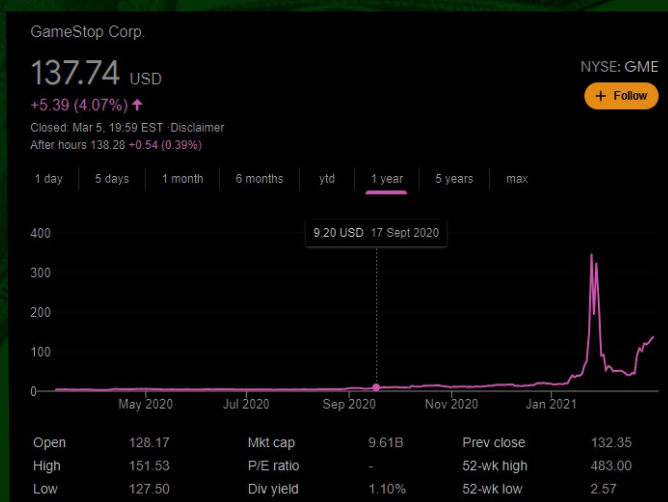 GameStop Corp.
137.74 USD
NYSE: GME
+5.39 (4.07%) ↑
+ Follow
Closed: Mar 5, 19:59 EST ·Disclaimer
After hours 138.28 +0.54 (0.39%)
1 day 5 days 1 month 6 months ytd 1 year 5 years max
9.20 USD 17 Sept 2020
400
300
200
100
0
May 2020 Jul 2020 Sep 2020 Nov 2020 Jan 2021
Open 128.17 Mkt cap 9.61B Prev close 132.35
High 151.53 P/E ratio - 52-wk high 483.00
Low 127.50 Div yield 1.10% 52-wk low 2.57